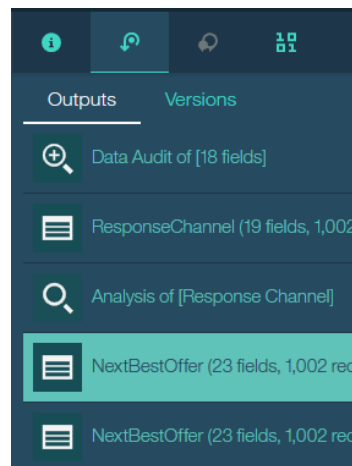 Outputs Versions
Data Audit of [18 fields]
ResponseChannel (19 fields, 1,002
Analysis of [Response Channel]
NextBestOffer (23 fields, 1,002 rec
NextBestOffer (23 fields, 1,002 rec